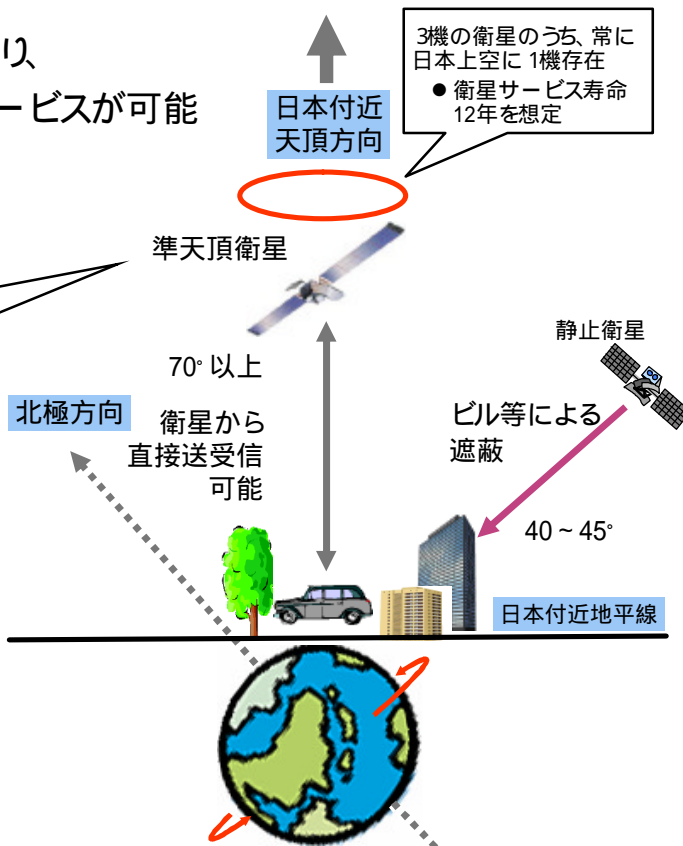 り、
ービスが可能
3機の衛星のうち、常に
日本上空に 1機存在
● 衛星サービス寿命
12年を想定
日本付近
天頂方向
準天頂衛星
静止衛星
70° 以上
北極方向
衛星から
直接送受信
可能
ビル等による
遮蔽
40 ~ 45°
日本付近地平線